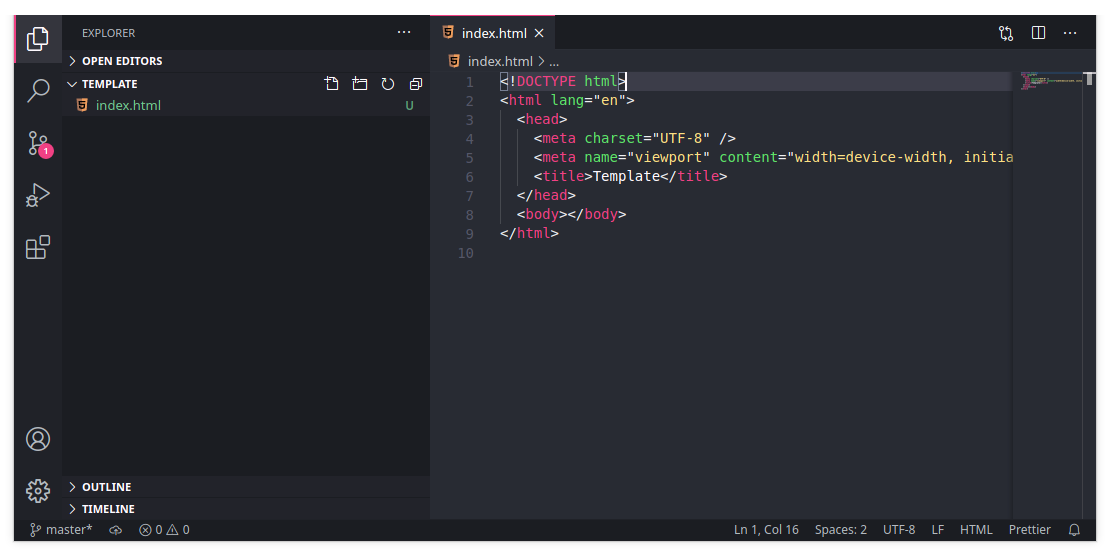 EXPLORER
OPEN EDITORS
TEMPLATE
index.html U
OUTLINE
TIMELINE
1
index.html
index.html > ...
1 <!DOCTYPE html>
2 <html lang="en">
3 <head>
4 <meta charset="UTF-8" />
5 <meta name="viewport" content="width=device-width, initia
6 <title>Template</title>
7 </head>
8 <body></body>
9 </html>
10
master* 0 0 Ln 1, Col 16 Spaces: 2 UTF-8 LF HTML Prettier